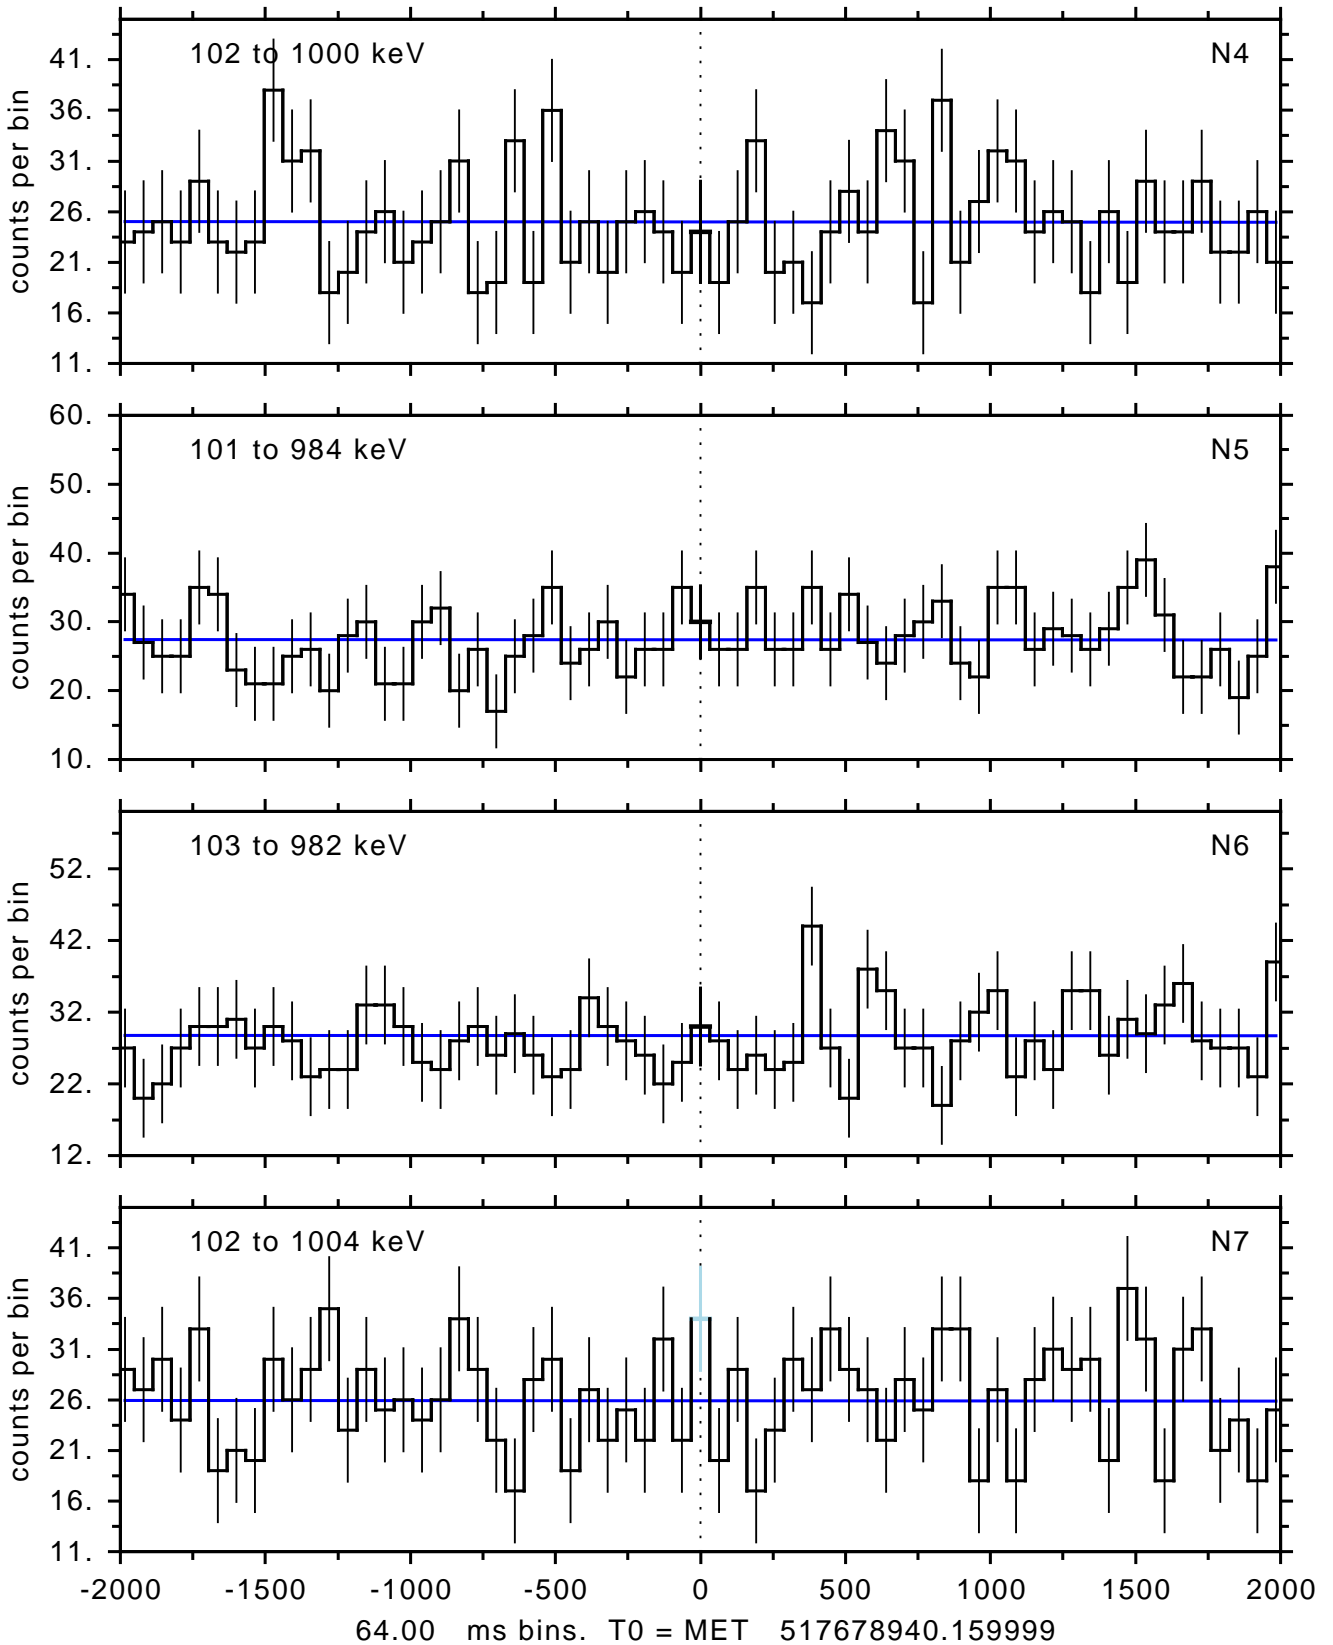 102 to 1000 keV N4
41.
36.
31.
26.
21.
16.
11.
counts per bin
101 to 984 keV N5
60.
50.
40.
30.
20.
10.
counts per bin
103 to 982 keV N6
52.
42.
32.
22.
12.
counts per bin
102 to 1004 keV N7
41.
36.
31.
26.
21.
16.
11.
counts per bin
-2000 -1500 -1000 -500 0 500 1000 1500 2000
64.00 ms bins. T0 = MET 517678940.159999